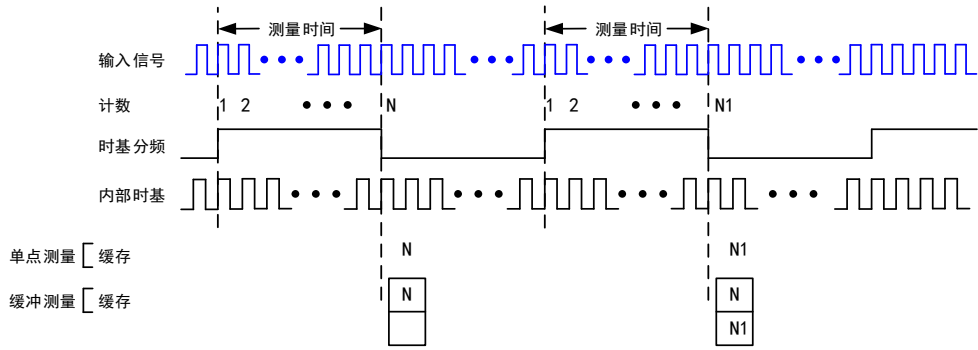 测量时间 测量时间
输入信号
计数 1 2 ••• N 1 2 ••• N1
时基分频
内部时基
单点测量 [ 缓存 N N1
缓冲测量 [ 缓存 N N
N1